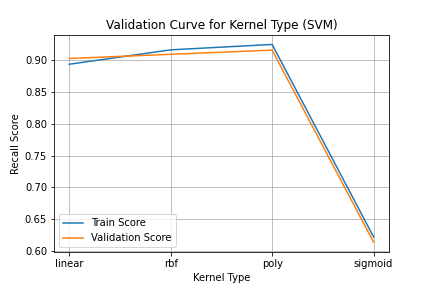 Validation Curve for Kernel Type (SVM)
Recall Score
0.90
0.85
0.80
0.75
0.70
0.65
0.60
Train Score
Validation Score
linear rbf poly sigmoid
Kernel Type